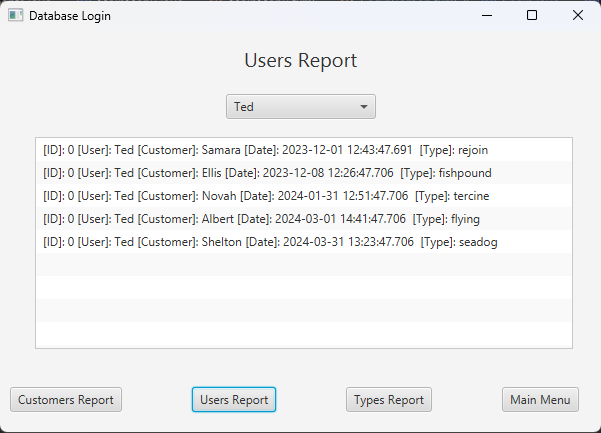 Database Login
Users Report
Ted
[ID]: 0 [User]: Ted [Customer]: Samara [Date]: 2023-12-01 12:43:47.691  [Type]: rejoin
[ID]: 0 [User]: Ted [Customer]: Ellis [Date]: 2023-12-08 12:26:47.706  [Type]: fishpound
[ID]: 0 [User]: Ted [Customer]: Novah [Date]: 2024-01-31 12:51:47.706  [Type]: tercine
[ID]: 0 [User]: Ted [Customer]: Albert [Date]: 2024-03-01 14:41:47.706  [Type]: flying
[ID]: 0 [User]: Ted [Customer]: Shelton [Date]: 2024-03-31 13:23:47.706  [Type]: seadog
Customers Report Users Report Types Report Main Menu